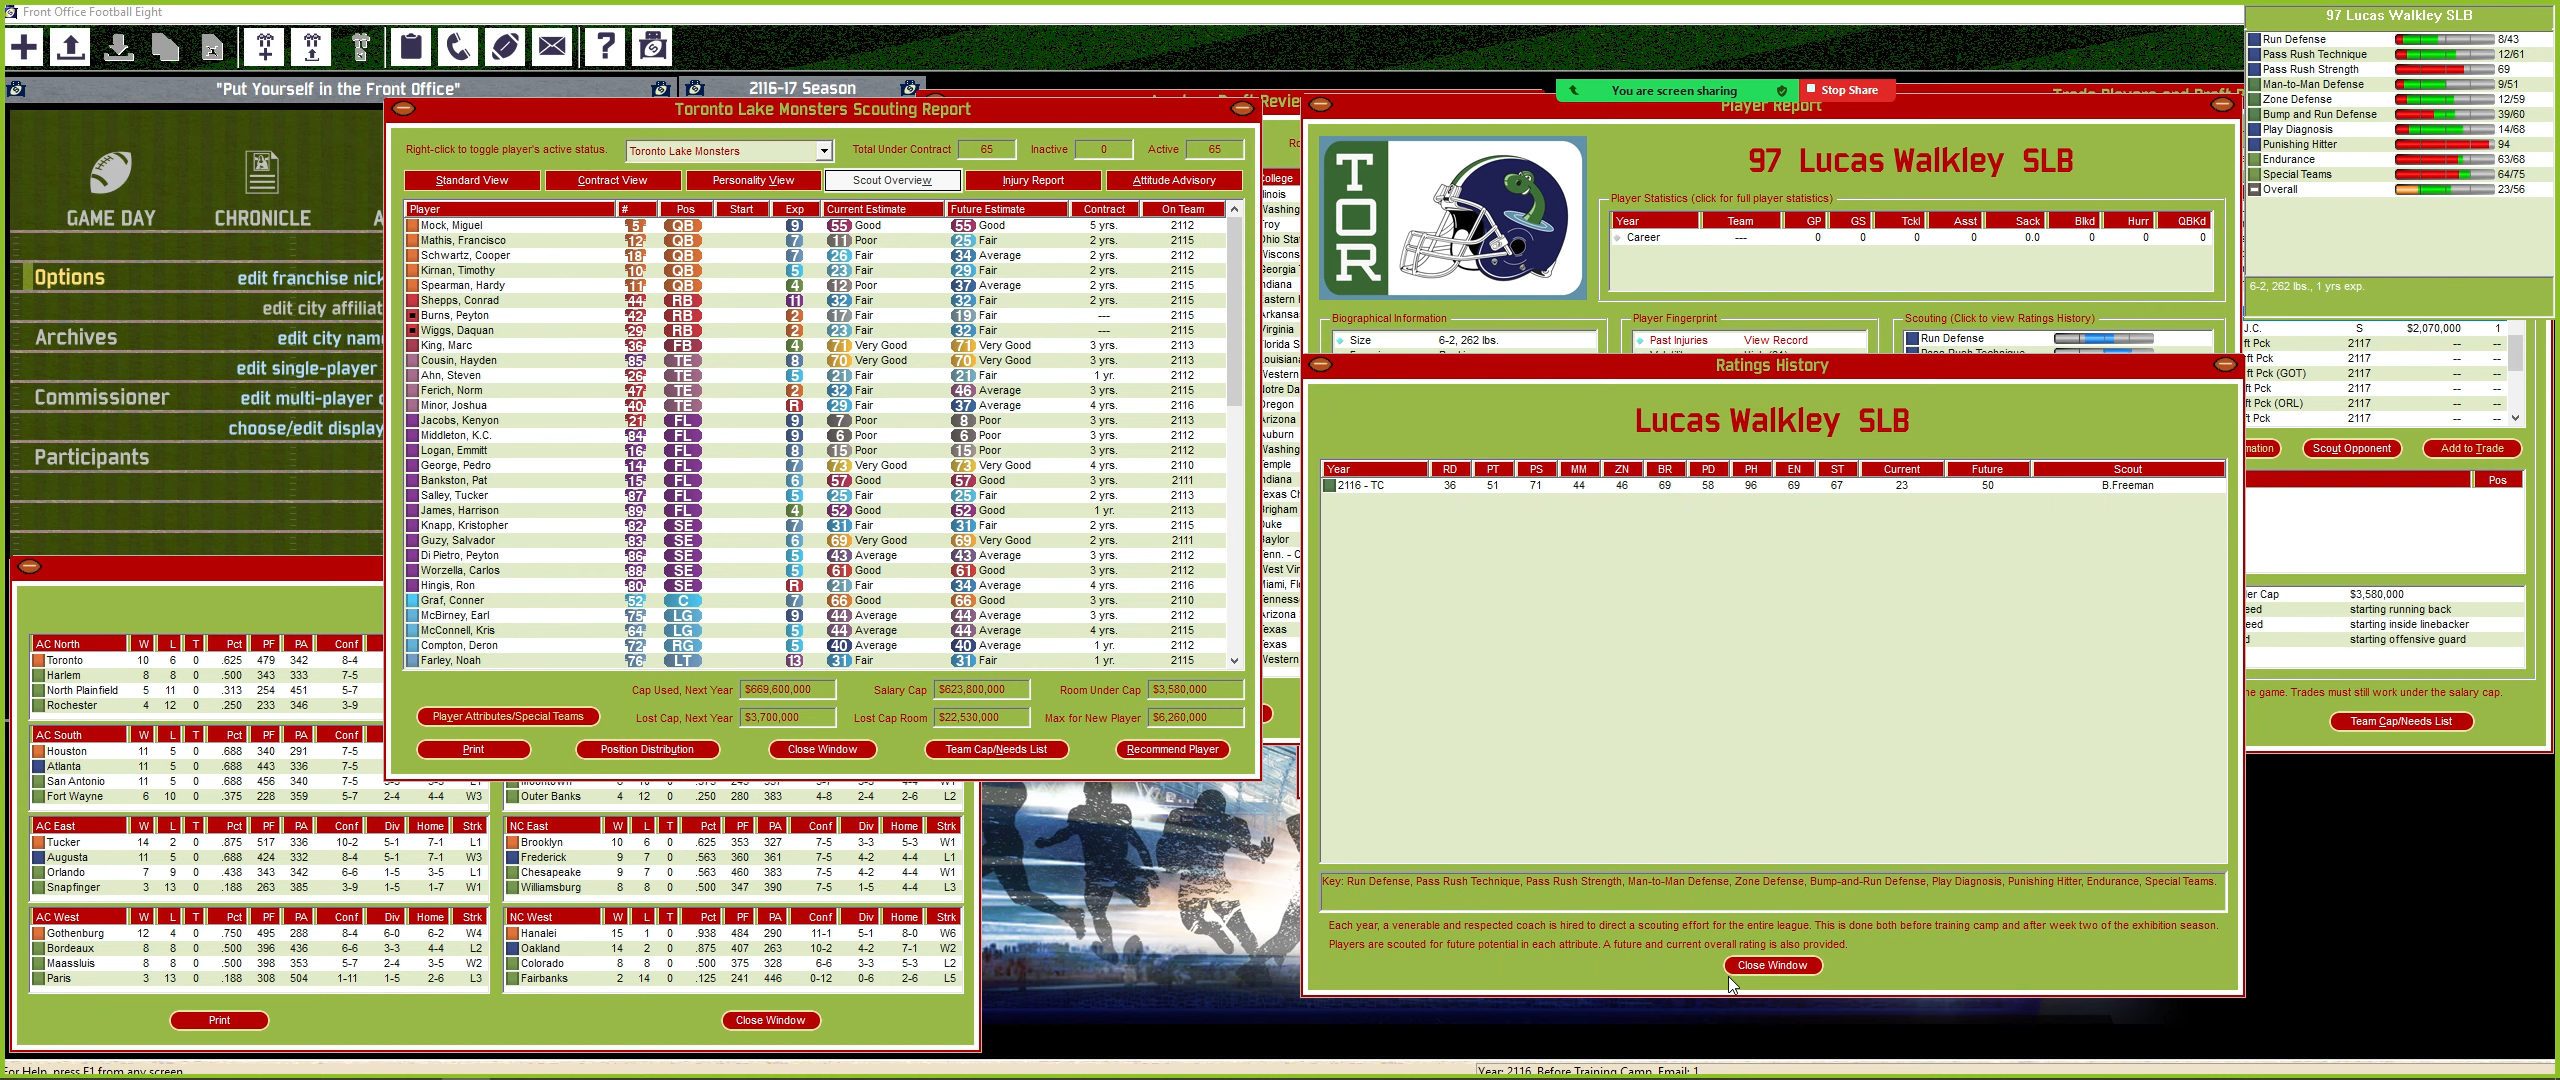 Front Office Football Eight
"Put Yourself in the Front Office"
2116-17 Season
GAME DAY
CHRONICLE
Options
edit franchise nick
edit city affiliat
Archives
edit city nam
edit single-player
Commissioner
edit multi-player
choose/edit display
Participants
Toronto Lake Monsters Scouting Report
Right-click to toggle player's active status.
Toronto Lake Monsters
Total Under Contract 65 Inactive 0 Active 65
Standard View Contract View Personality View Scout Overview Injury Report Attitude Advisory
Player # Pos Start Exp Current Estimate Future Estimate Contract On Team
Mock, Miguel 5 QB 9 55 Good 55 Good 5 yrs. 2112
Mathis, Francisco 12 QB 7 11 Poor 25 Fair 2 yrs. 2115
Schwartz, Cooper 18 QB 7 26 Fair 34 Average 2 yrs. 2112
Kirnan, Timothy 10 QB 5 23 Fair 29 Fair 2 yrs. 2115
Spearman, Hardy 11 QB 4 12 Poor 37 Average 2 yrs. 2115
Shepps, Conrad 44 RB 11 32 Fair 32 Fair 2 yrs. 2115
Burns, Peyton 42 RB 2 17 Fair 19 Fair --- 2115
Wiggs, Daquan 29 RB 2 23 Fair 32 Fair --- 2115
King, Marc 36 FB 4 71 Very Good 71 Very Good 3 yrs. 2113
Cousin, Hayden 85 TE 8 70 Very Good 70 Very Good 3 yrs. 2113
Ahn, Steven 26 TE 5 21 Fair 21 Fair 1 yr. 2112
Ferich, Norm 47 TE 2 32 Fair 46 Average 3 yrs. 2115
Minor, Joshua 40 TE R 29 Fair 37 Average 4 yrs. 2116
Jacobs, Kenyon 21 FL 9 7 Poor 8 Poor 3 yrs. 2113
Middleton, K.C. 84 FL 9 6 Poor 6 Poor 3 yrs. 2112
Logan, Emmitt 16 FL 8 15 Poor 15 Poor 3 yrs. 2112
George, Pedro 14 FL 7 73 Very Good 73 Very Good 4 yrs. 2110
Bankston, Pat 15 FL 6 57 Good 57 Good 3 yrs. 2111
Salley, Tucker 87 FL 5 25 Fair 25 Fair 2 yrs. 2113
James, Harrison 89 FL 4 52 Good 52 Good 1 yr. 2113
Knapp, Kristopher 82 SE 7 31 Fair 31 Fair 2 yrs. 2115
Guzy, Salvador 83 SE 6 69 Very Good 69 Very Good 2 yrs. 2111
Di Pietro, Peyton 86 SE 5 43 Average 43 Average 3 yrs. 2112
Worzella, Carlos 88 SE 5 61 Good 61 Good 3 yrs. 2112
Hingis, Ron 80 SE R 21 Fair 34 Average 4 yrs. 2116
Graf, Conner 52 C 7 66 Good 66 Good 4 yrs. 2110
McBirney, Earl 75 LG 9 44 Average 44 Average 3 yrs. 2112
McConnell, Kris 64 LG 5 44 Average 44 Average 4 yrs. 2115
Compton, Deron 72 RG 5 40 Average 40 Average 1 yr. 2112
Farley, Noah 76 LT 13 31 Fair 31 Fair 1 yr. 2115
Cap Used, Next Year $669,600,000 Salary Cap $623,800,000 Room Under Cap $3,580,000
Player Attributes/Special Teams Lost Cap, Next Year $3,700,000 Lost Cap Room $22,530,000 Max for New Player $6,260,000
Print Position Distribution Close Window Team Cap/Needs List Recommend Player
AC North W L T Pct PF PA Conf
Toronto 10 6 0 .625 479 342 8-4
Harlem 8 8 0 .500 343 333 7-5
North Plainfield 5 11 0 .313 254 451 5-7
Rochester 4 12 0 .250 233 346 3-9
AC South W L T Pct PF PA Conf
Houston 11 5 0 .688 340 291 7-5
Atlanta 11 5 0 .688 443 336 7-5
San Antonio 11 5 0 .688 456 340 7-5
Fort Wayne 6 10 0 .375 228 359 5-7 2-4 4-4 W3
Outer Banks 4 12 0 .250 280 383 4-8 2-4 2-6 L2
AC East W L T Pct PF PA Conf Div Home Strk
Tucker 14 2 0 .875 517 336 10-2 5-1 7-1 L1
Augusta 11 5 0 .688 424 332 8-4 5-1 7-1 W3
Orlando 7 9 0 .438 343 342 6-6 1-5 3-5 L1
Snapfinger 3 13 0 .188 263 385 3-9 1-5 1-7 W1
NC East W L T Pct PF PA Conf Div Home Strk
Brooklyn 10 6 0 .625 353 327 7-5 3-3 5-3 W1
Frederick 9 7 0 .563 360 361 7-5 4-2 4-4 L1
Chesapeake 9 7 0 .563 460 383 7-5 4-2 4-4 W1
Williamsburg 8 8 0 .500 347 390 7-5 1-5 4-4 L3
AC West W L T Pct PF PA Conf Div Home Strk
Gothenburg 12 4 0 .750 495 288 8-4 6-0 6-2 W4
Bordeaux 8 8 0 .500 396 436 6-6 3-3 4-4 L2
Maassluis 8 8 0 .500 398 353 5-7 2-4 3-5 W2
Paris 3 13 0 .188 308 504 1-11 1-5 2-6 L3
NC West W L T Pct PF PA Conf Div Home Strk
Hanalei 15 1 0 .938 484 290 11-1 5-1 8-0 W6
Oakland 14 2 0 .875 407 263 10-2 4-2 7-1 W2
Colorado 8 8 0 .500 375 328 6-6 3-3 5-3 L2
Fairbanks 2 14 0 .125 241 446 0-12 0-6 2-6 L5
Print
Close Window
You are screen sharing
Stop Share
Player Report
TOR
97 Lucas Walkley SLB
Player Statistics (click for full player statistics)
Year Team GP GS Tckl Asst Sack Blkd Hurr QBKd
Career --- 0 0 0 0 0.0 0 0 0
Biographical Information
Size 6-2, 262 lbs.
Player Fingerprint
Past Injuries View Record
Scouting (Click to view Ratings History)
Run Defense
Ratings History
Lucas Walkley SLB
Year RD PT PS MM ZN BR PD PH EN ST Current Future Scout
2116 - TC 36 51 71 44 46 69 58 96 69 67 23 50 B.Freeman
Key: Run Defense, Pass Rush Technique, Pass Rush Strength, Man-to-Man Defense, Zone Defense, Bump-and-Run Defense, Play Diagnosis, Punishing Hitter, Endurance, Special Teams.
Each year, a venerable and respected coach is hired to direct a scouting effort for the entire league. This is done both before training camp and after week two of the exhibition season.
Players are scouted for future potential in each attribute. A future and current overall rating is also provided.
Close Window
97 Lucas Walkley SLB
Run Defense 8/43
Pass Rush Technique 12/61
Pass Rush Strength 69
Man-to-Man Defense 9/51
Zone Defense 12/59
Bump and Run Defense 39/60
Play Diagnosis 14/68
Punishing Hitter 94
Endurance 63/68
Special Teams 64/75
Overall 23/56
6-2, 262 lbs., 1 yrs exp.
J.C. S $2,070,000 1
ft Pck 2117 -- --
ft Pck 2117 -- --
ft Pck (GOT) 2117 -- --
ft Pck 2117 -- --
ft Pck (ORL) 2117 -- --
ft Pck 2117 -- --
mation Scout Opponent Add to Trade
Pos
er Cap $3,580,000
eed starting running back
eed starting inside linebacker
d starting offensive guard
he game. Trades must still work under the salary cap.
Team Cap/Needs List
For Help, press F1 from any screen
Year: 2116, Before Training Camp, Email: 1